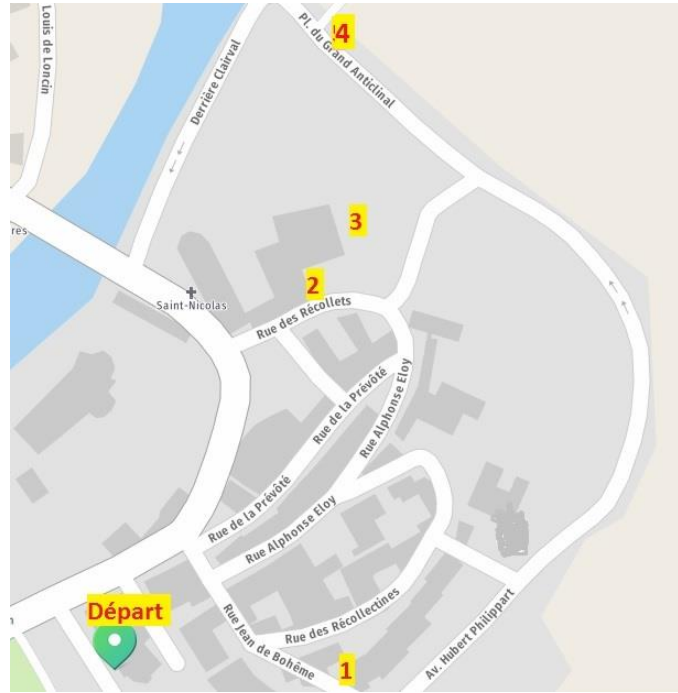 Louis de Loncin
Derrière Clairval
4
Pl. du Grand Anticlinal
res
3
Saint-Nicolas
2
Rue des Récollets
Rue de la Prévôté
Rue Alphonse Eloy
Rue de la Prévôté
Rue Alphonse Eloy
Départ
n
Rue Jean de Bohême
Rue des Récollectines
1
Av. Hubert Philippart